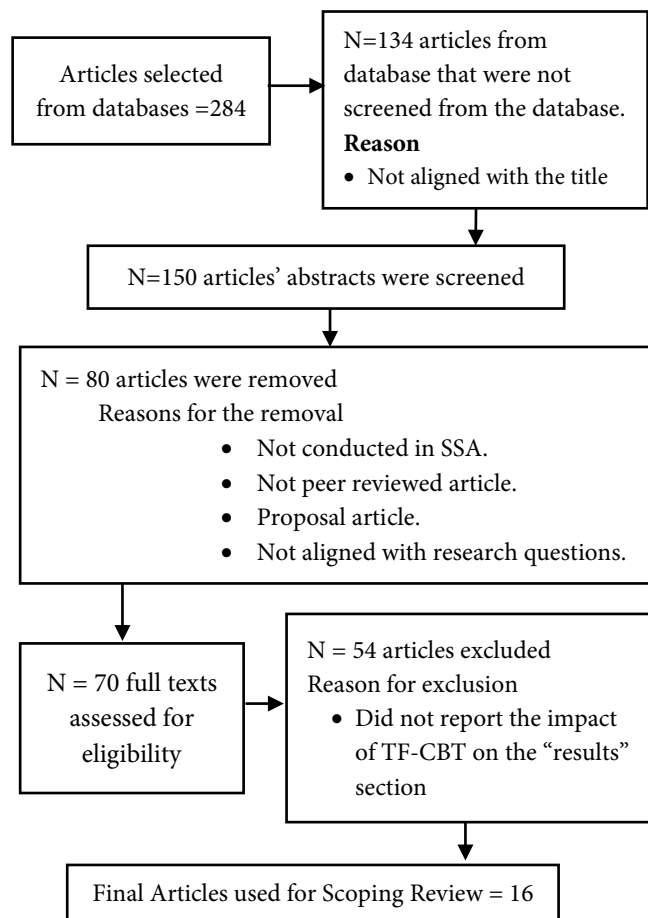 Articles selected
from databases =284
N=134 articles from
database that were not
screened from the database.
Reason
• Not aligned with the title
N=150 articles’ abstracts were screened
N = 80 articles were removed
Reasons for the removal
• Not conducted in SSA.
• Not peer reviewed article.
• Proposal article.
• Not aligned with research questions.
N = 70 full texts
assessed for
eligibility
N = 54 articles excluded
Reason for exclusion
• Did not report the impact
of TF-CBT on the “results”
section
Final Articles used for Scoping Review = 16